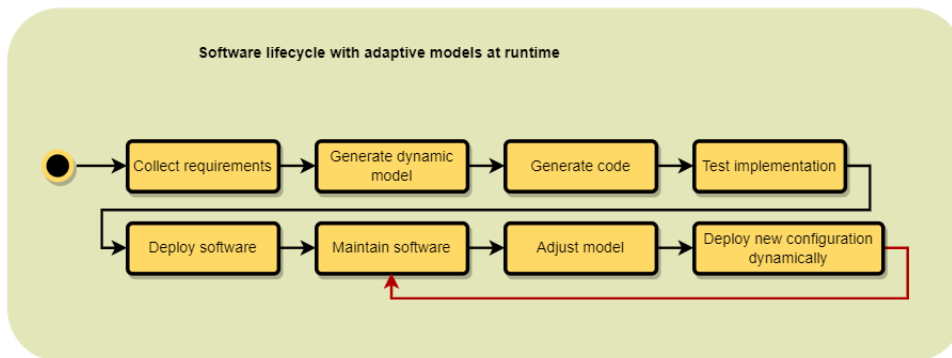 Software lifecycle with adaptive models at runtime
Collect requirements
Generate dynamic
model
Generate code
Test implementation
Deploy software
Maintain software
Adjust model
Deploy new configuration
dynamically